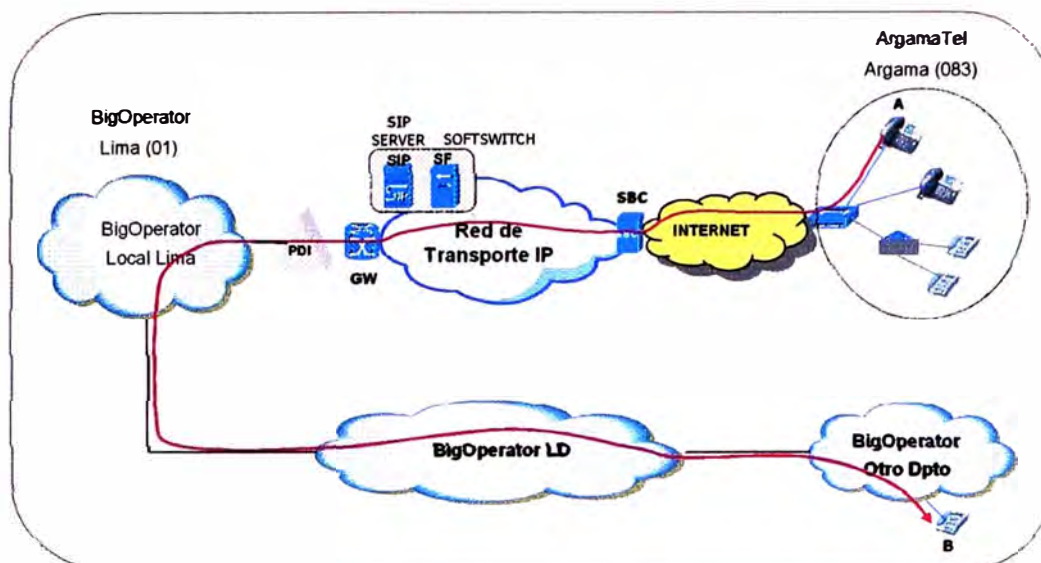 ArgamaTel
Argama (083)
A
BigOperator
Lima (01)
SIP
SERVER SOFTSWITCH
SIP SF
SBC
BigOperator
Local Lima
PDI
GW
Red de
Transporte IP
INTERNET
BigOperator LD
BigOperator
Otro Dpto
B